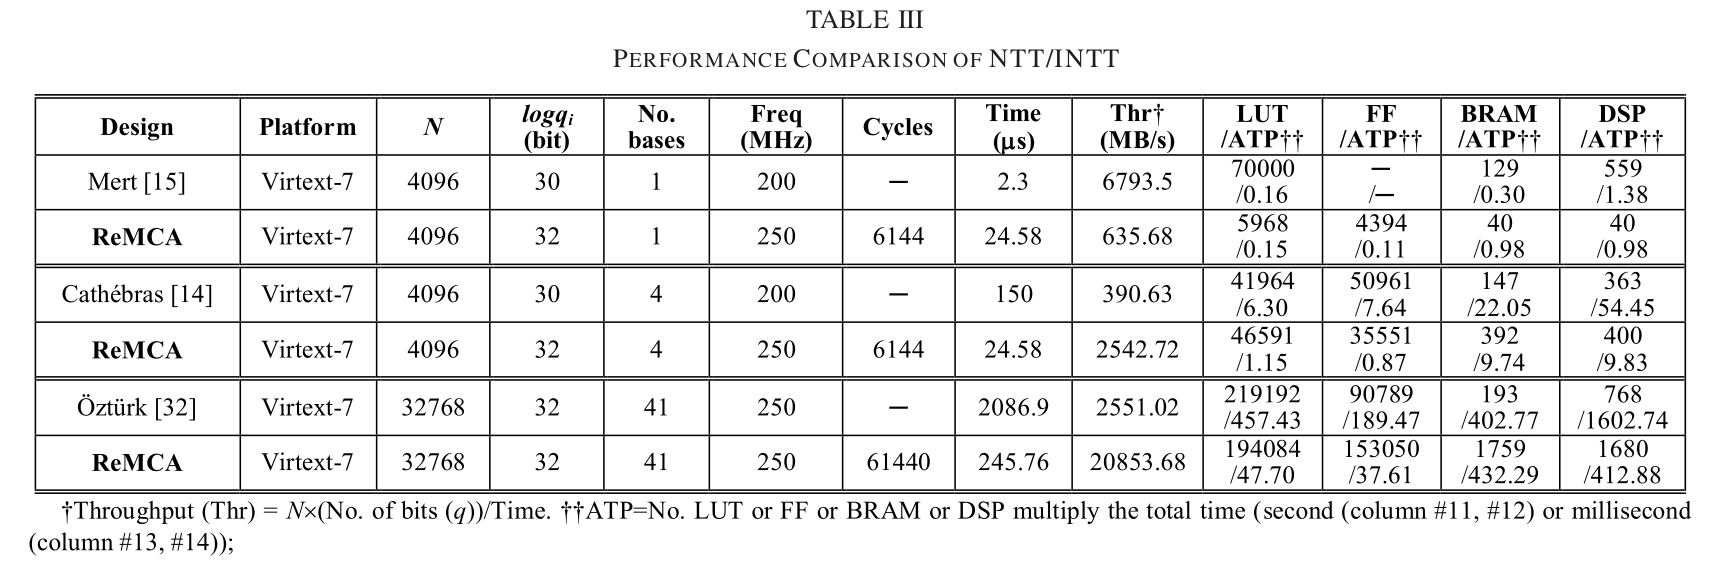 TABLE III
PERFORMANCE COMPARISON OF NTT/INTT
Design Platform N logqi (bit) No. bases Freq (MHz) Cycles Time (μs) Thr† (MB/s) LUT /ATP†† FF /ATP†† BRAM /ATP†† DSP /ATP††
Mert [15] Virtext-7 4096 30 1 200 — 2.3 6793.5 70000 /0.16 — /— 129 /0.30 559 /1.38
ReMCA Virtext-7 4096 32 1 250 6144 24.58 635.68 5968 /0.15 4394 /0.11 40 /0.98 40 /0.98
Cathébras [14] Virtext-7 4096 30 4 200 — 150 390.63 41964 /6.30 50961 /7.64 147 /22.05 363 /54.45
ReMCA Virtext-7 4096 32 4 250 6144 24.58 2542.72 46591 /1.15 35551 /0.87 392 /9.74 400 /9.83
Öztürk [32] Virtext-7 32768 32 41 250 — 2086.9 2551.02 219192 /457.43 90789 /189.47 193 /402.77 768 /1602.74
ReMCA Virtext-7 32768 32 41 250 61440 245.76 20853.68 194084 /47.70 153050 /37.61 1759 /432.29 1680 /412.88
†Throughput (Thr) = N×(No. of bits (q))/Time. ††ATP=No. LUT or FF or BRAM or DSP multiply the total time (second (column #11, #12) or millisecond
(column #13, #14));